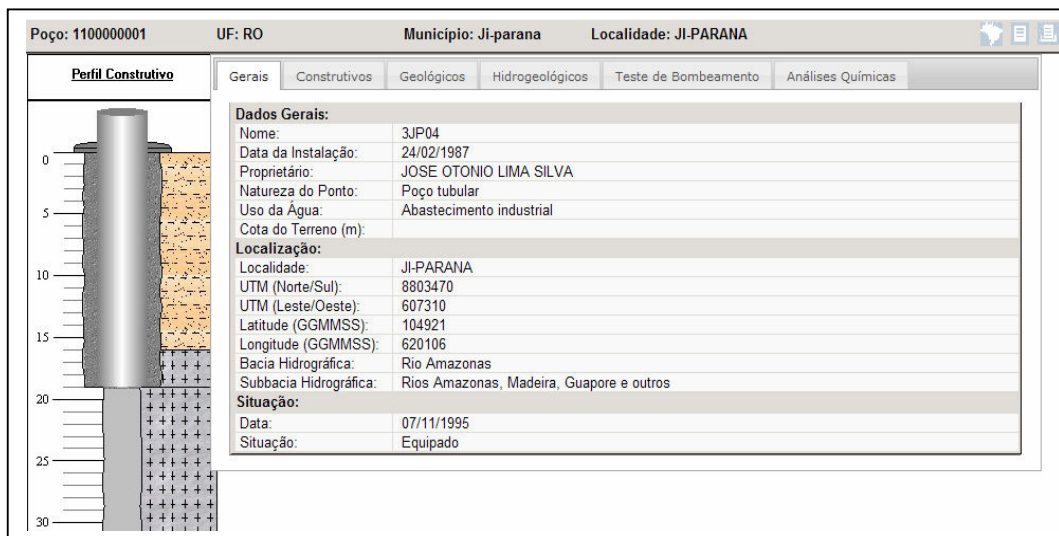 Poço: 1100000001 UF: RO Município: Ji-parana Localidade: JI-PARANA
Perfil Construtivo
Gerais Construtivos Geológicos Hidrogeológicos Teste de Bombeamento Análises Químicas
Dados Gerais:
Nome: 3JP04
Data da Instalação: 24/02/1987
Proprietário: JOSE OTONIO LIMA SILVA
Natureza do Ponto: Poço tubular
Uso da Água: Abastecimento industrial
Cota do Terreno (m):
Localização:
Localidade: JI-PARANA
UTM (Norte/Sul): 8803470
UTM (Leste/Oeste): 607310
Latitude (GGMMSS): 104921
Longitude (GGMMSS): 620106
Bacia Hidrográfica: Rio Amazonas
Subbacia Hidrográfica: Rios Amazonas, Madeira, Guapore e outros
Situação:
Data: 07/11/1995
Situação: Equipado
0
5
10
15
20
25
30